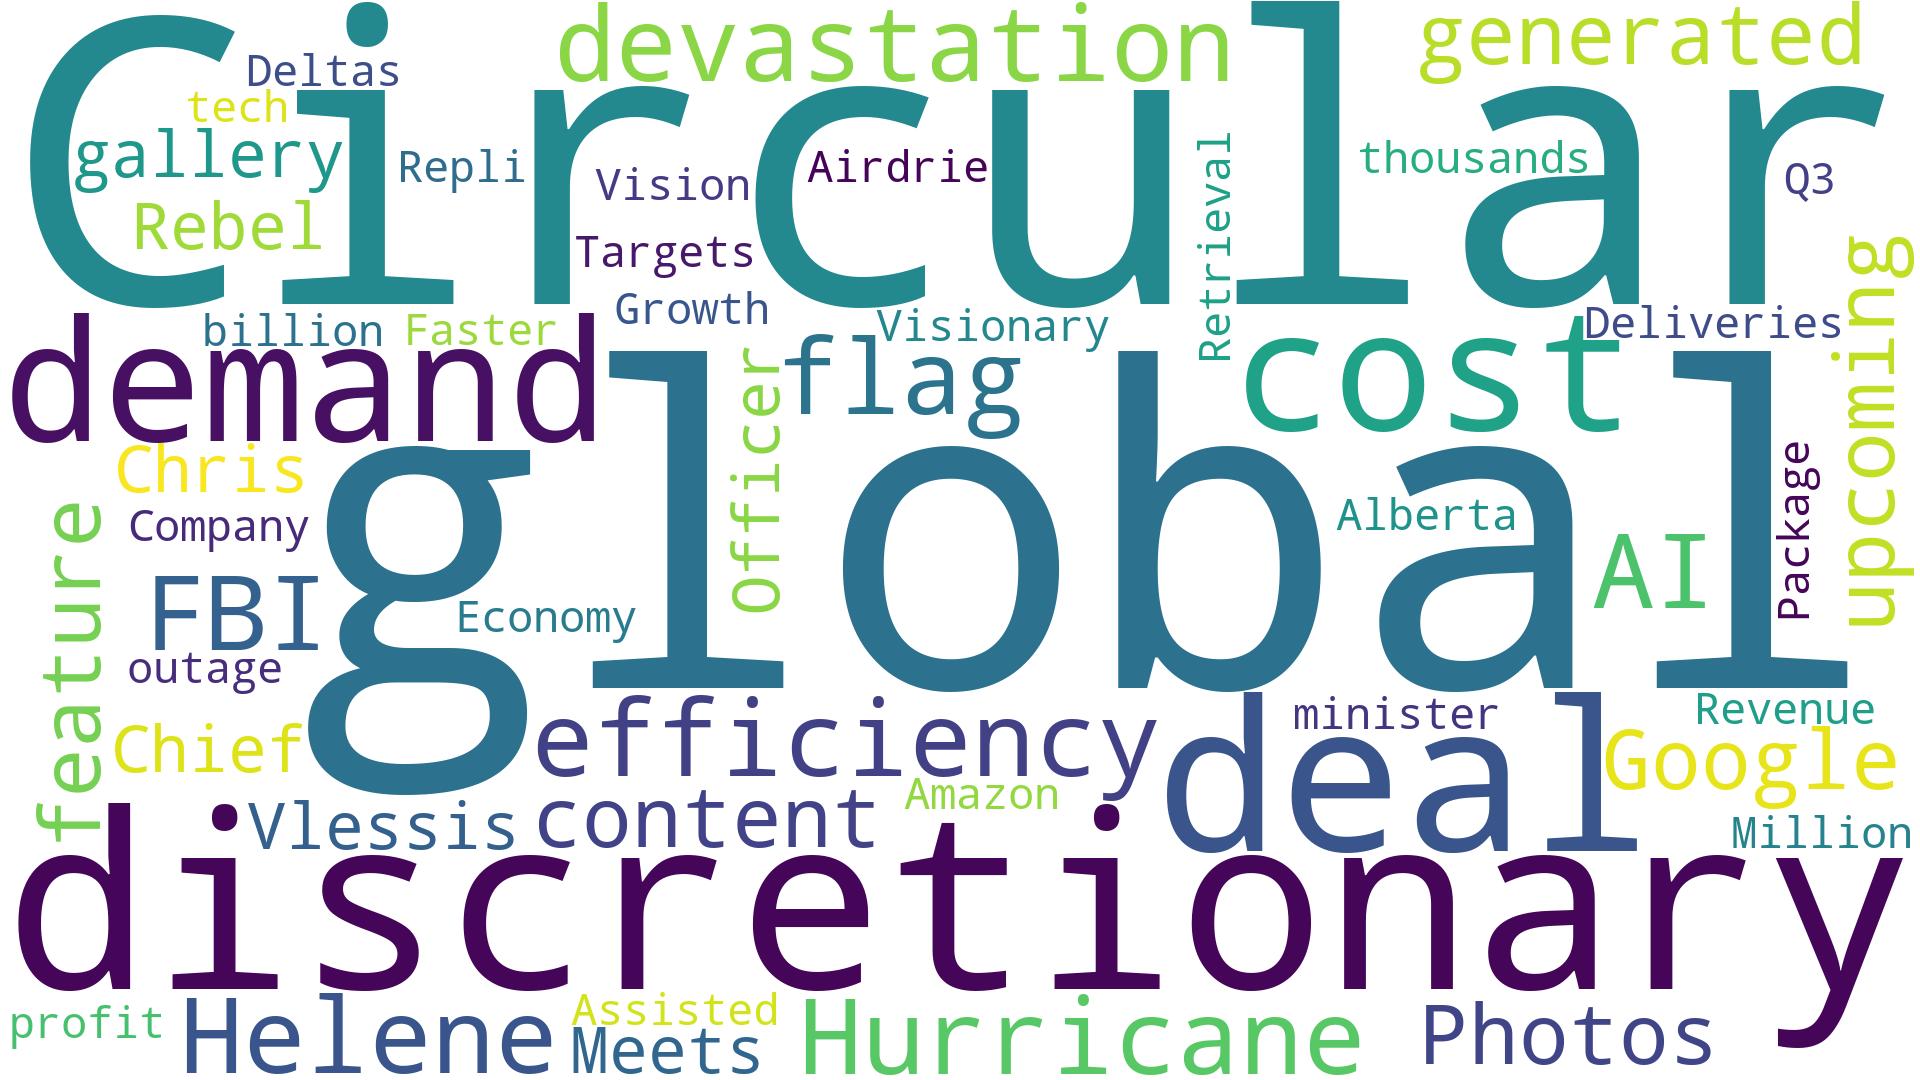 Circular
devastation
generated
Deltas
tech
gallery
Repli
Vision
Airdrie
Retrieval
thousands
Q3
Rebel
Targets
Growth
upcoming
billion
Faster
Visionary
Deliveries
demand
flag
cost
Officer
global
Chris
feature
Company
Alberta
Package
FBI
AI
Economy
outage
efficiency
minister
Revenue
Chief
deal
Google
Vlessis
content
Amazon
Million
discretionary
profit
Helene
Assisted
Meets
Hurricane
Photos